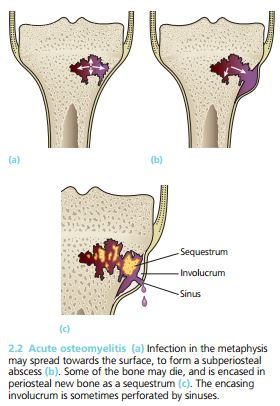 (a)
(b)
Sequestrum
Involucrum
Sinus
(c)
2.2 Acute osteomyelitis (a) Infection in the metaphysis
may spread towards the surface, to form a subperiosteal
abscess (b). Some of the bone may die, and is encased in
periosteal new bone as a sequestrum (c). The encasing
involucrum is sometimes perforated by sinuses.